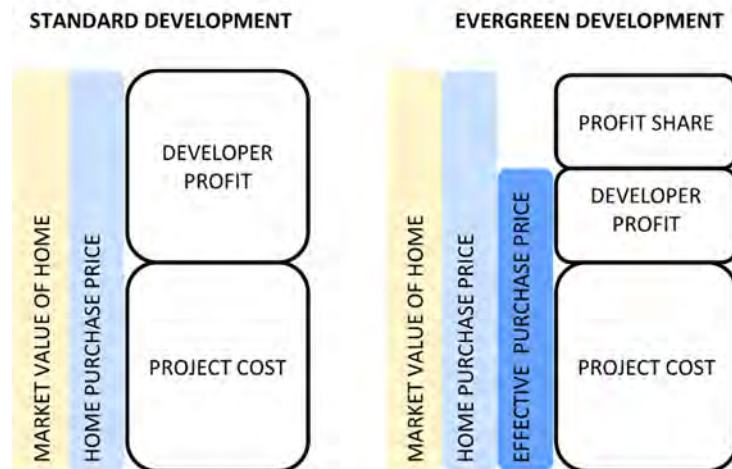 STANDARD DEVELOPMENT
MARKET VALUE OF HOME
HOME PURCHASE PRICE
DEVELOPER
PROFIT
PROJECT COST
EVERGREEN DEVELOPMENT
MARKET VALUE OF HOME
HOME PURCHASE PRICE
EFFECTIVE PURCHASE PRICE
PROFIT SHARE
DEVELOPER
PROFIT
PROJECT COST